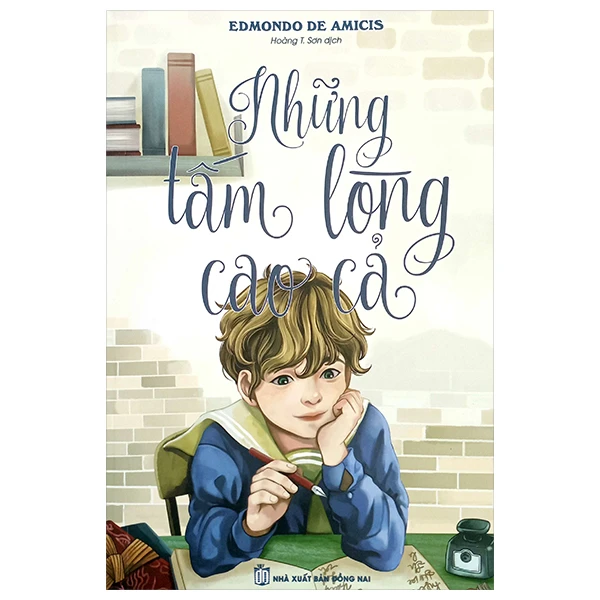 EDMONDO DE AMICIS
Hoàng T. Sơn dịch
Những
tấm lòng
cao cả
NHÀ XUẤT BẢN ĐỒNG NAI